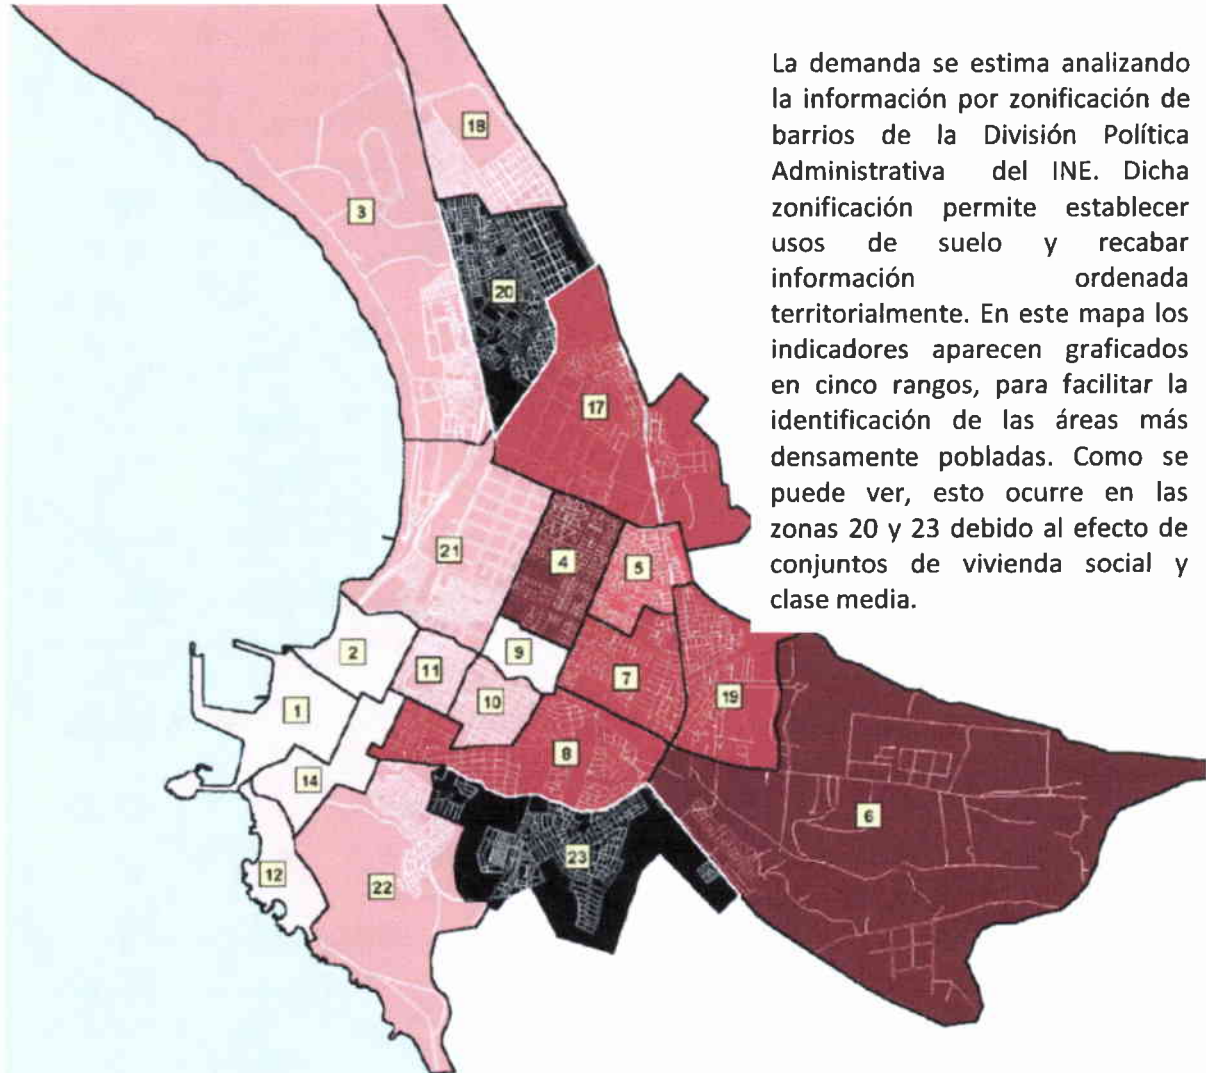 La demanda se estima analizando
la información por zonificación de
barrios de la División Política
Administrativa del INE. Dicha
zonificación permite establecer
usos de suelo y recabar
información ordenada
territorialmente. En este mapa los
indicadores aparecen graficados
en cinco rangos, para facilitar la
identificación de las áreas más
densamente pobladas. Como se
puede ver, esto ocurre en las
zonas 20 y 23 debido al efecto de
conjuntos de vivienda social y
clase media.
18
3
20
17
21
4
5
2
9
11
7
10
19
1
8
14
6
23
12
22